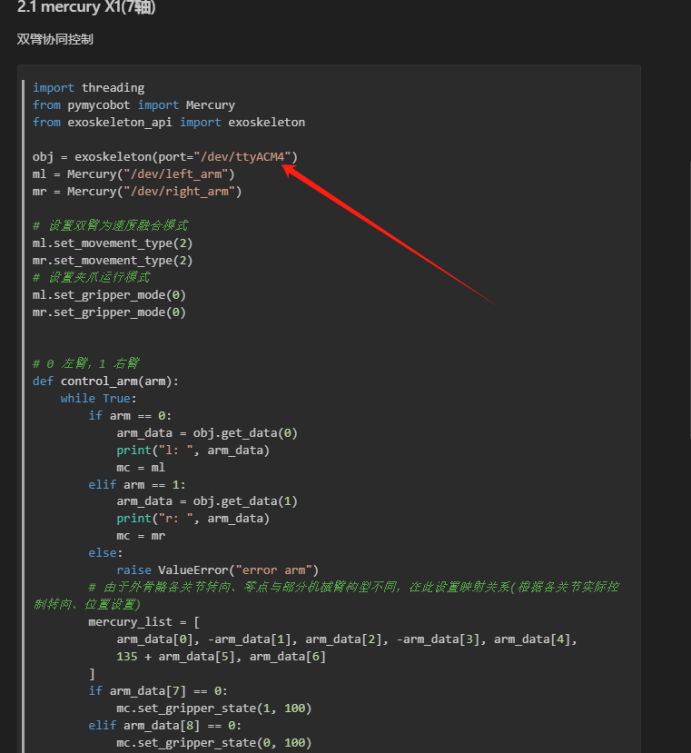 2.1 mercury X1(7轴)
双臂协同控制
import threading
from pymycobot import Mercury
from exoskeleton_api import exoskeleton
obj = exoskeleton(port="/dev/ttyACM4")
ml = Mercury("/dev/left_arm")
mr = Mercury("/dev/right_arm")
# 设置双臂为速度融合模式
ml.set_movement_type(2)
mr.set_movement_type(2)
# 设置夹爪运行模式
ml.set_gripper_mode(0)
mr.set_gripper_mode(0)
# 0 左臂，1 右臂
def control_arm(arm):
    while True:
        if arm == 0:
            arm_data = obj.get_data(0)
            print("l: ", arm_data)
            mc = ml
        elif arm == 1:
            arm_data = obj.get_data(1)
            print("r: ", arm_data)
            mc = mr
        else:
            raise ValueError("error arm")
        # 由于外骨骼各关节转向、零点与部分机械臂构型不同，在此设置映射关系(根据各关节实际控
制转向、位置设置)
        mercury_list = [
            arm_data[0], -arm_data[1], arm_data[2], -arm_data[3], arm_data[4],
            135 + arm_data[5], arm_data[6]
        ]
        if arm_data[7] == 0:
            mc.set_gripper_state(1, 100)
        elif arm_data[8] == 0:
            mc.set_gripper_state(0, 100)